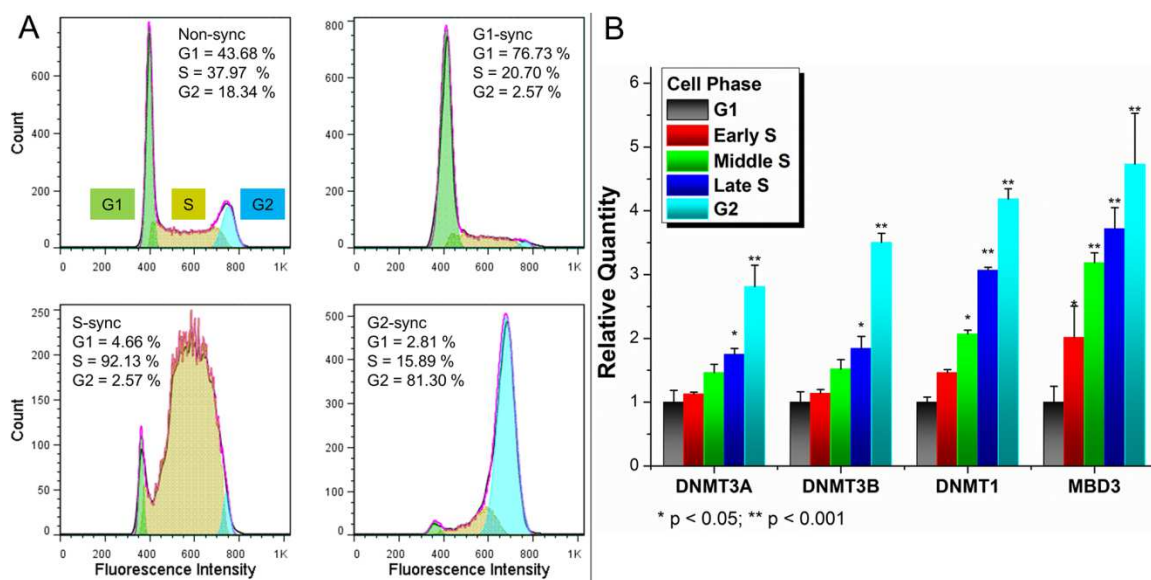 A
Non-sync
G1 = 43.68 %
S = 37.97 %
G2 = 18.34 %
Count
600
400
200
0
G1
S
G2
0 200 400 600 800 1K
G1-sync
G1 = 76.73 %
S = 20.70 %
G2 = 2.57 %
800
600
400
200
0
0 200 400 600 800 1K
S-sync
G1 = 4.66 %
S = 92.13 %
G2 = 2.57 %
Count
250
200
150
100
50
0
0 200 400 600 800 1K
Fluorescence Intensity
G2-sync
G1 = 2.81 %
S = 15.89 %
G2 = 81.30 %
500
400
300
200
100
0
0 200 400 600 800 1K
Fluorescence Intensity
B
Cell Phase
G1
Early S
Middle S
Late S
G2
Relative Quantity
6
5
4
3
2
1
0
** 
* 
**
* 
**
**
* 
**
**
**
* 
DNMT3A DNMT3B DNMT1 MBD3
* p < 0.05; ** p < 0.001